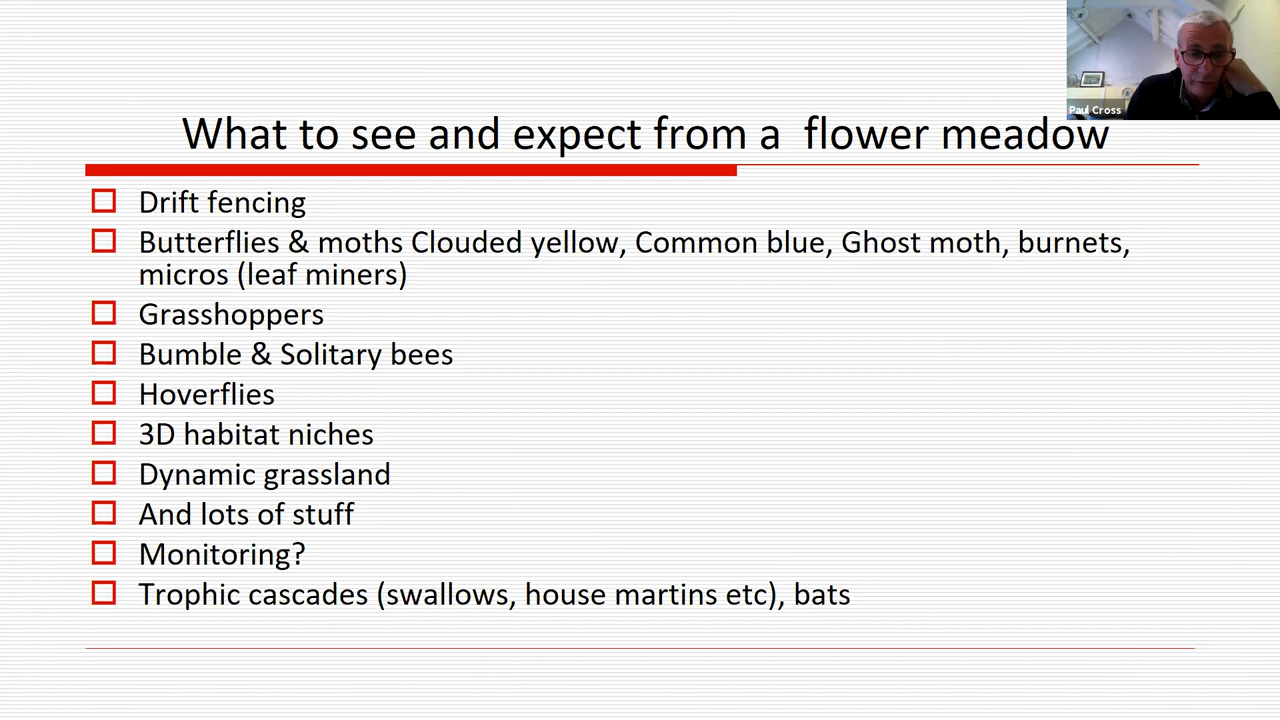 Paul Cross
What to see and expect from a flower meadow
Drift fencing
Butterflies & moths Clouded yellow, Common blue, Ghost moth, burnets,
micros (leaf miners)
Grasshoppers
Bumble & Solitary bees
Hoverflies
3D habitat niches
Dynamic grassland
And lots of stuff
Monitoring?
Trophic cascades (swallows, house martins etc), bats